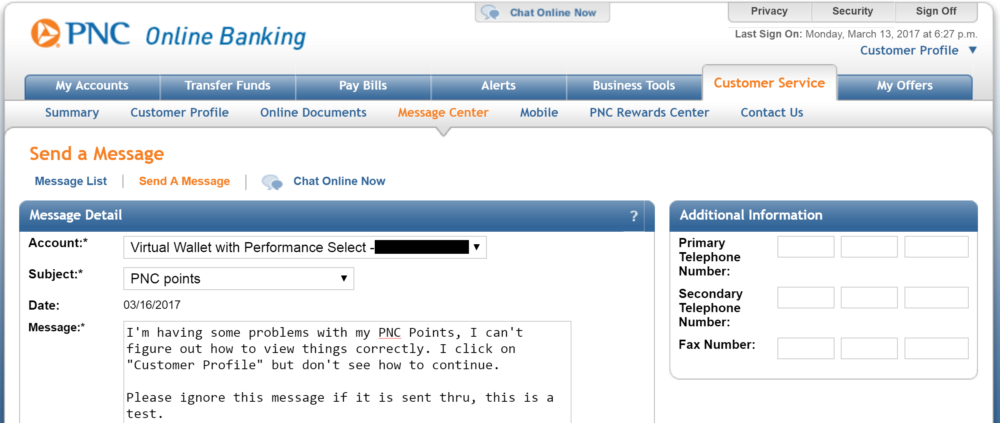 Chat Online Now
Privacy
Security
Sign Off
PNC Online Banking
Last Sign On: Monday, March 13, 2017 at 6:27 p.m.
Customer Profile ▼
My Accounts
Transfer Funds
Pay Bills
Alerts
Business Tools
Customer Service
My Offers
Summary
Customer Profile
Online Documents
Message Center
Mobile
PNC Rewards Center
Contact Us
Send a Message
Message List
Send A Message
Chat Online Now
Message Detail
?
Account:*
Virtual Wallet with Performance Select -
Subject:*
PNC points
Date:
03/16/2017
Message:*
I'm having some problems with my PNC Points, I can't
figure out how to view things correctly. I click on
"Customer Profile" but don't see how to continue.
Please ignore this message if it is sent thru, this is a
test.
Additional Information
Primary
Telephone
Number:
Secondary
Telephone
Number:
Fax Number: